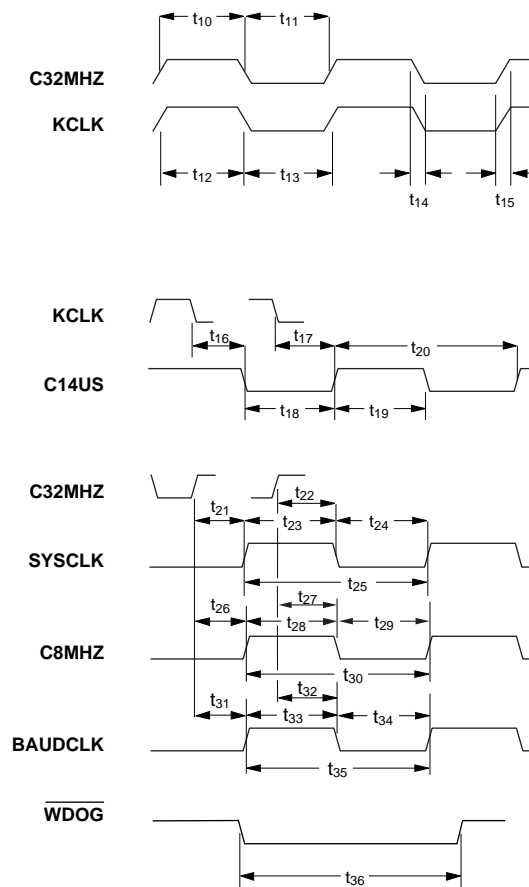 t10 t11
C32MHZ
KCLK
t12 t13
t14 t15
KCLK
t16 t17 t20
C14US
t18 t19
C32MHZ
t21 t22
t23 t24
SYSCLK
t25
t26 t27
t28 t29
C8MHZ
t30
t31 t32
t33 t34
BAUDCLK
t35
WDOG
t36